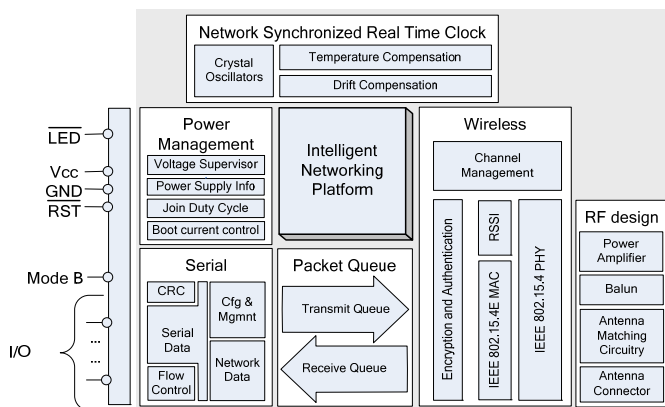 Network Synchronized Real Time Clock
Crystal
Oscillators
Temperature Compensation
Drift Compensation
LED
Vcc
GND
RST
Mode B
I/O
...
...
Power
Management
Voltage Supervisor
Power Supply Info
Join Duty Cycle
Boot current control
Intelligent
Networking
Platform
Wireless
Channel
Management
Encryption and Authentication
RSSI
IEEE 802.15.4E MAC
IEEE 802.15.4 PHY
RF design
Power
Amplifier
Balun
Antenna
Matching
Circuitry
Antenna
Connector
Serial
CRC
Serial
Data
Flow
Control
Cfg &
Mgmnt
Network
Data
Packet Queue
Transmit Queue
Receive Queue